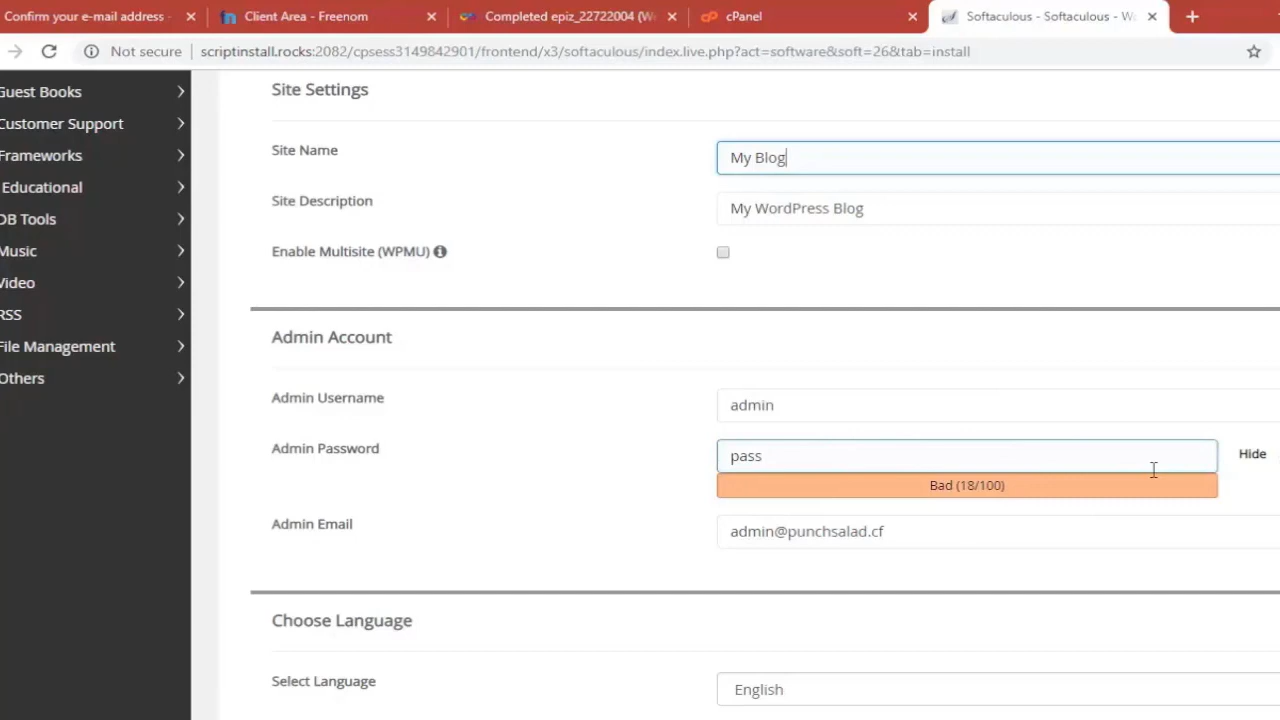 Confirm your e-mail address -
Client Area - Freenom
Completed epiz_22722004 (W
cPanel
Softaculous - Softaculous - W
Not secure
scriptinstall.rocks:2082/cpsess3149842901/frontend/x3/softaculous/index.live.php?act=software&soft=26&tab=install
Guest Books
Customer Support
Frameworks
Educational
DB Tools
Music
Video
RSS
File Management
Others
Site Settings
Site Name
My Blog
Site Description
My WordPress Blog
Enable Multisite (WPMU)
Admin Account
Admin Username
admin
Admin Password
pass
Hide
Bad (18/100)
Admin Email
admin@punchsalad.cf
Choose Language
Select Language
English